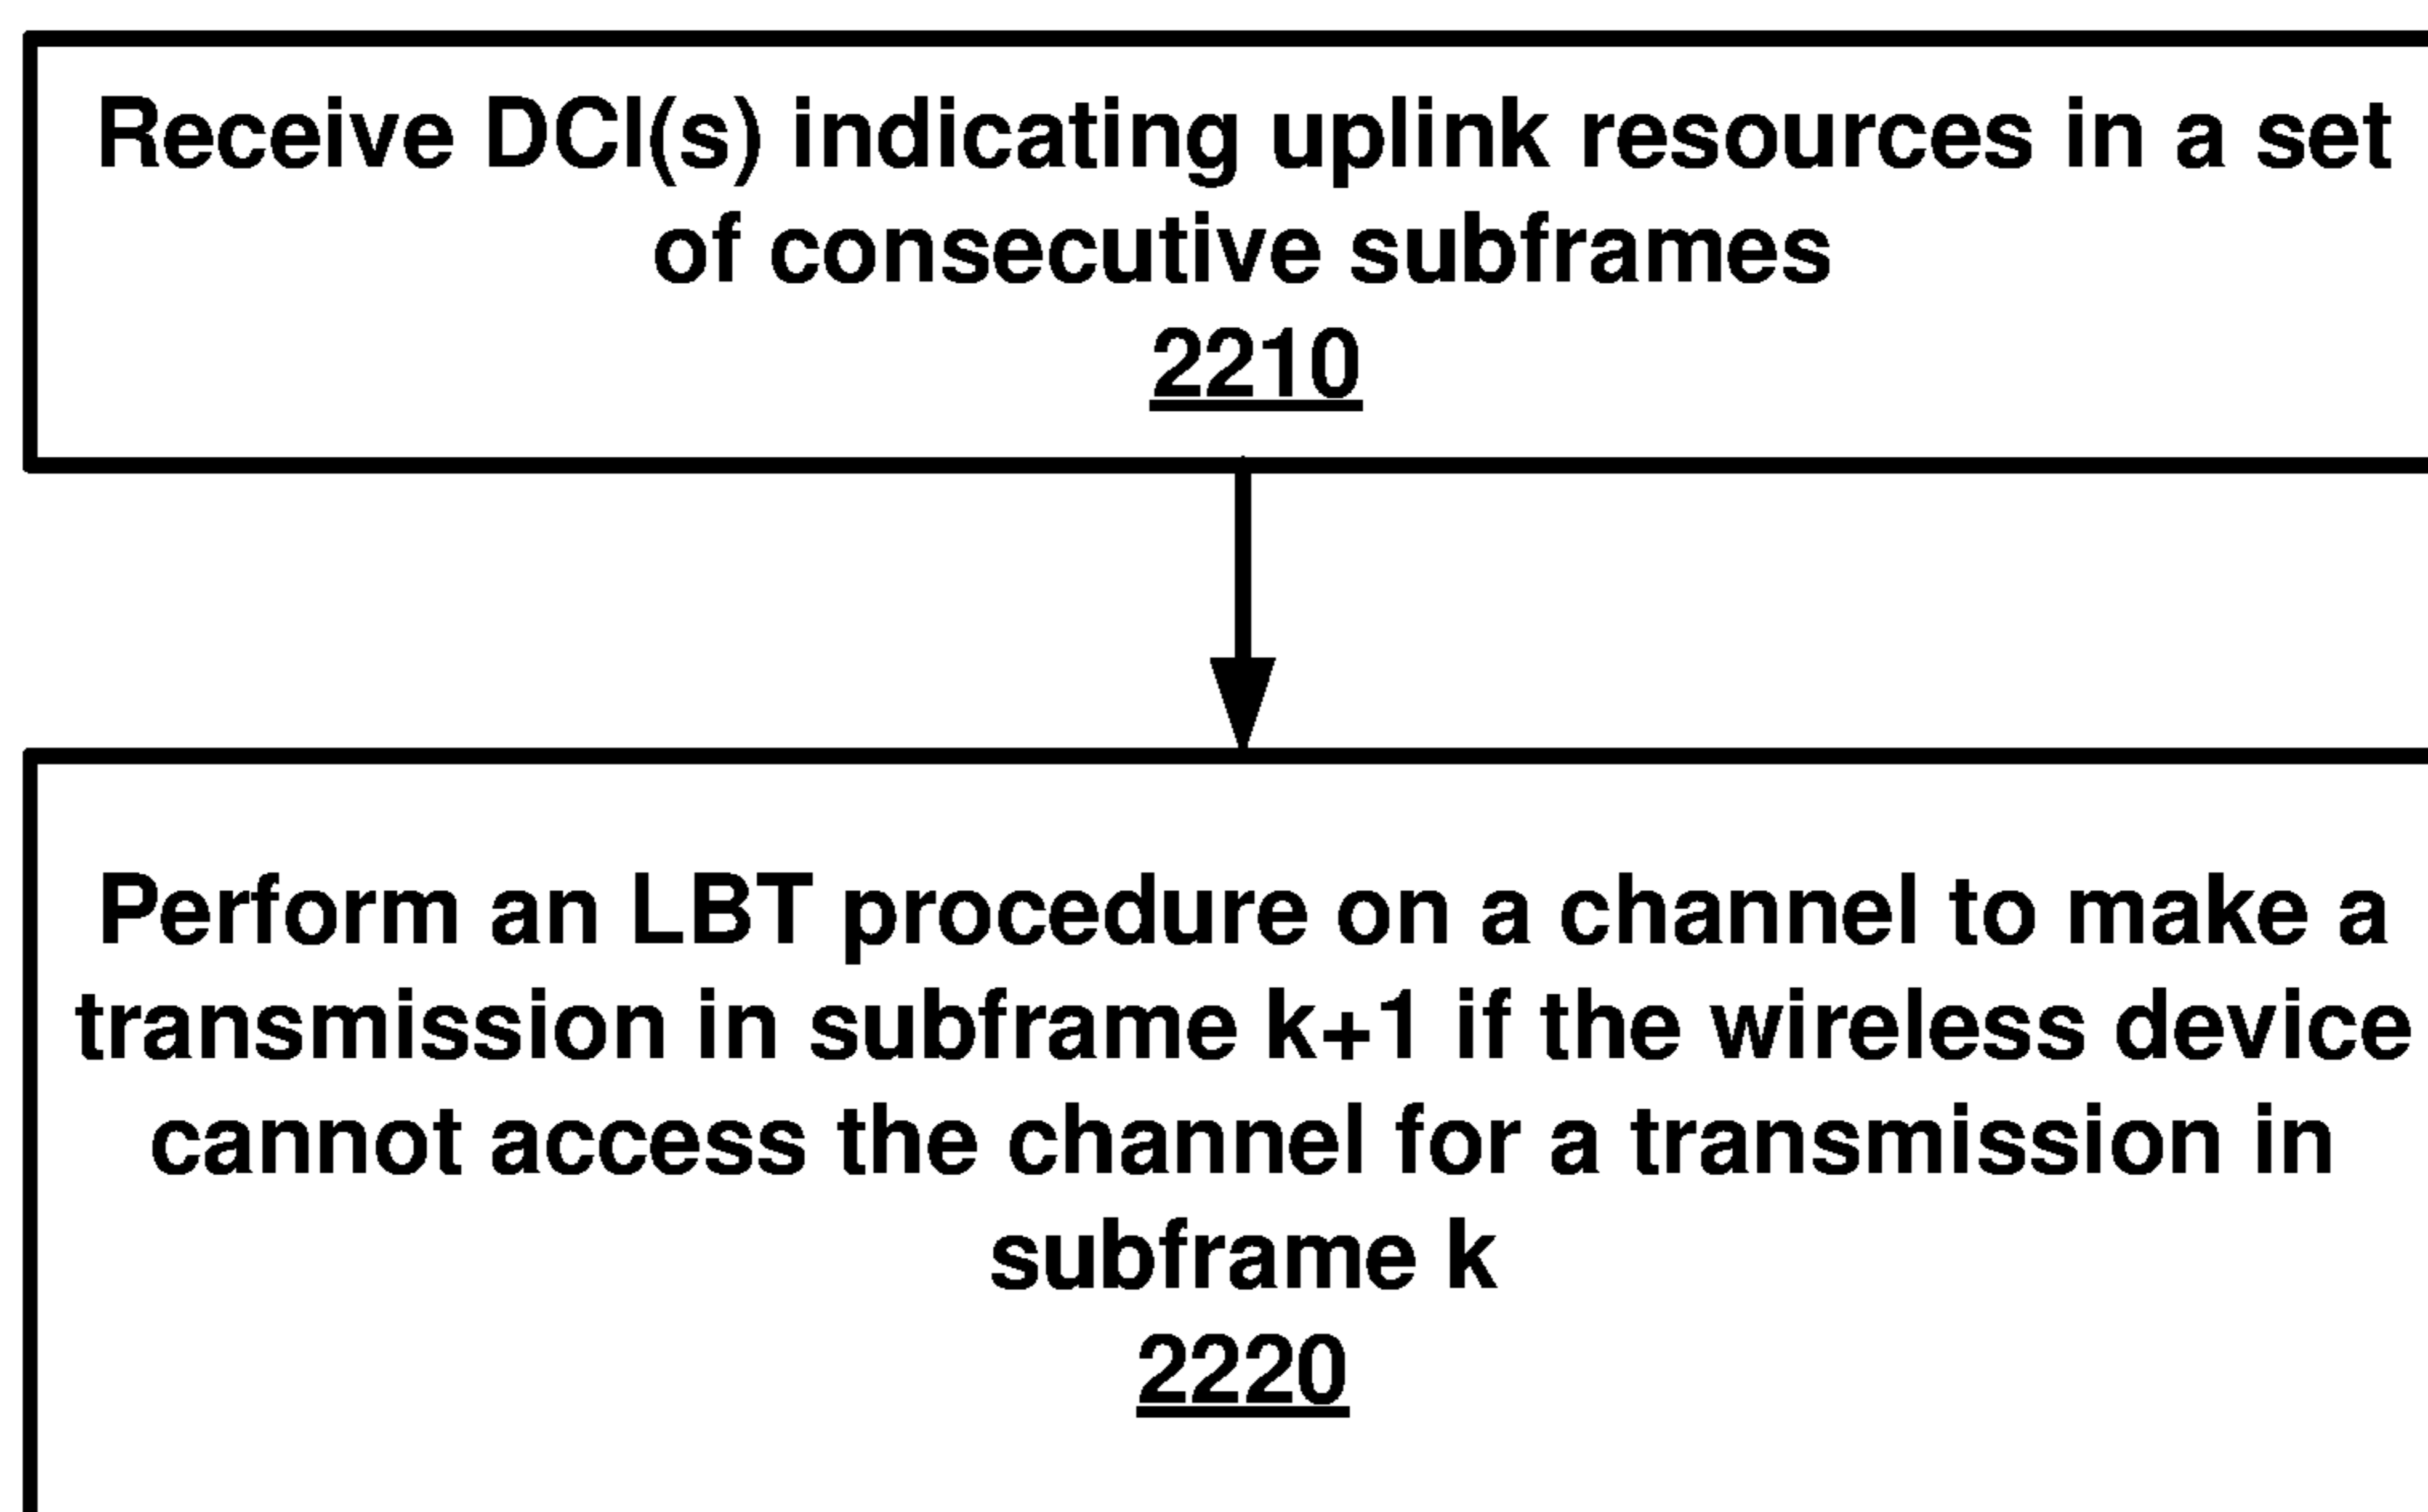 Receive DCI(s) indicating uplink resources in a set
of consecutive subframes
2210
Perform an LBT procedure on a channel to make a
transmission in subframe k+1 if the wireless device
cannot access the channel for a transmission in
subframe k
2220